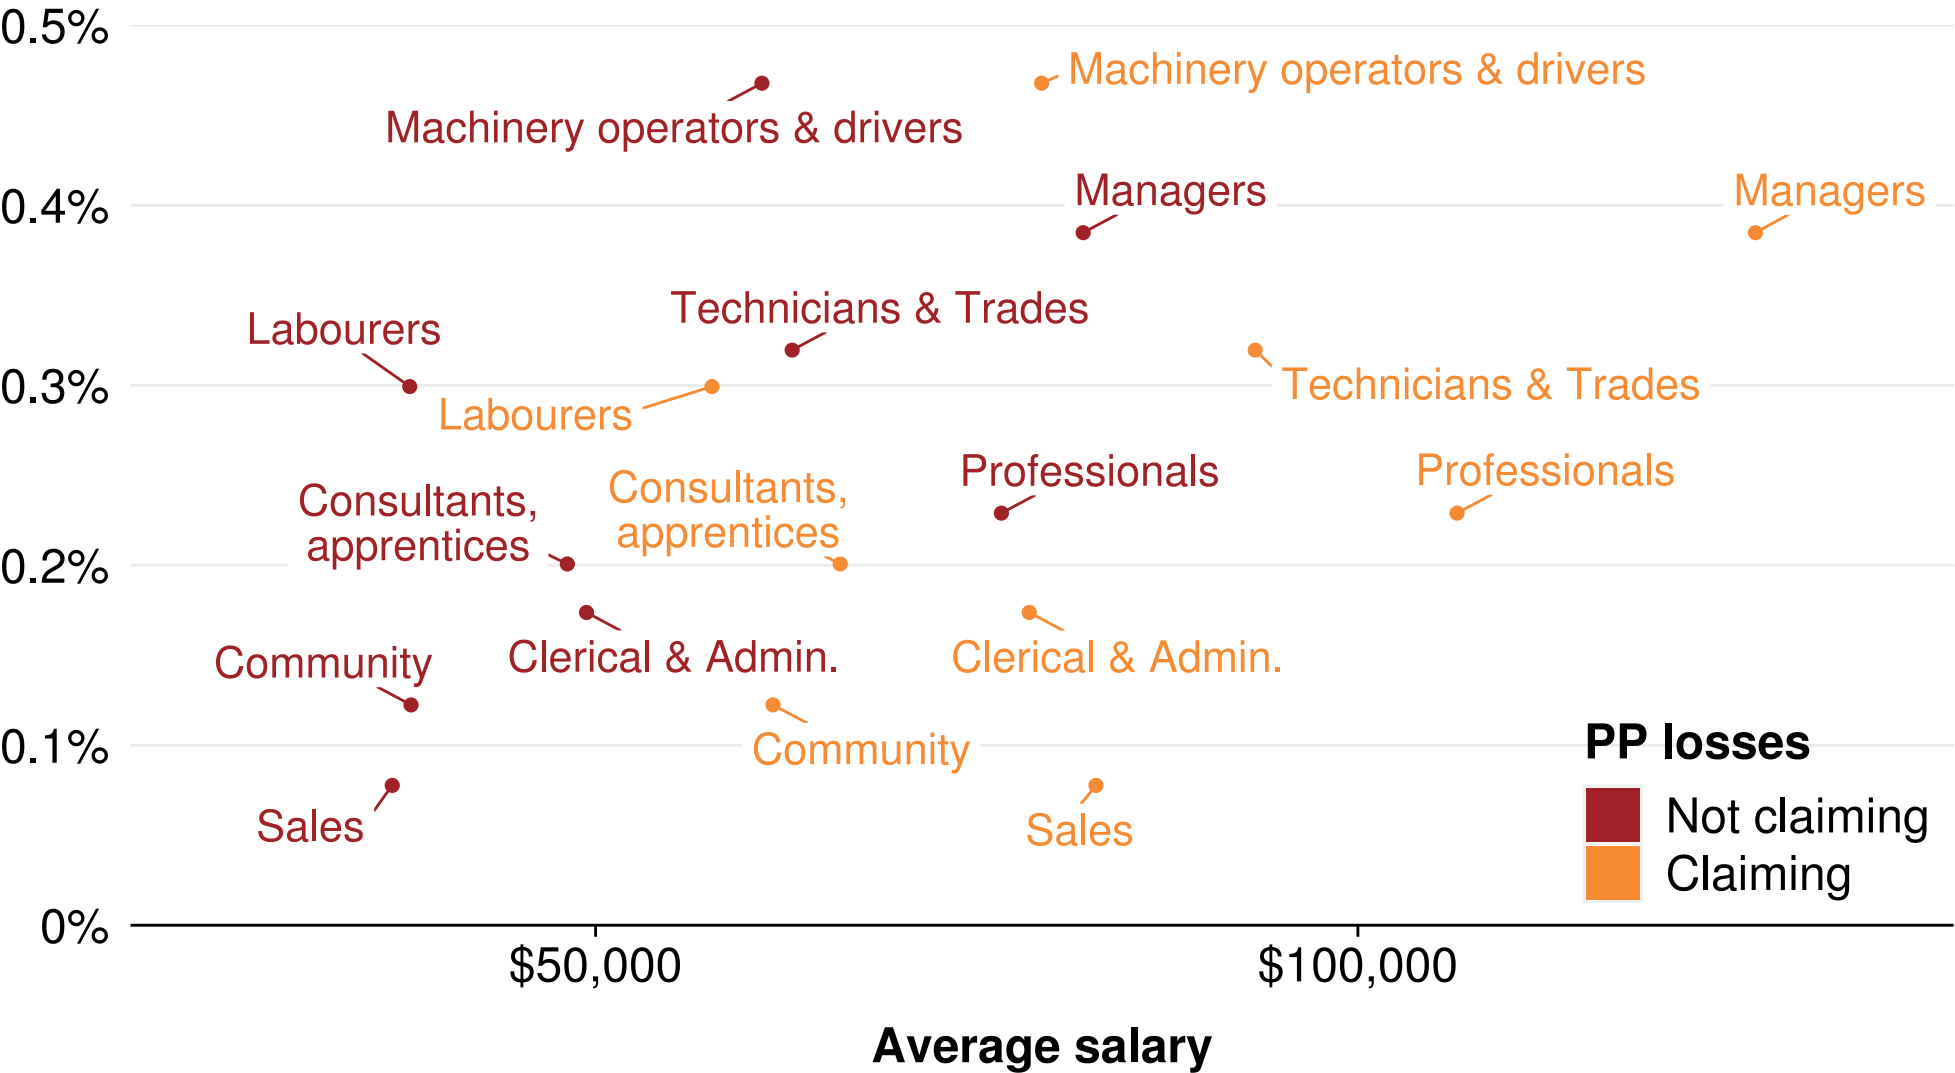 0.5%
Machinery operators & drivers
Machinery operators & drivers
Managers
Managers
0.4%
Technicians & Trades
Labourers
0.3%
Technicians & Trades
Labourers
Professionals
Professionals
Consultants,
apprentices
Consultants,
apprentices
0.2%
Clerical & Admin.
Clerical & Admin.
Community
0.1%
Community
PP losses
Not claiming
Claiming
Sales
Sales
0%
$50,000
$100,000
Average salary